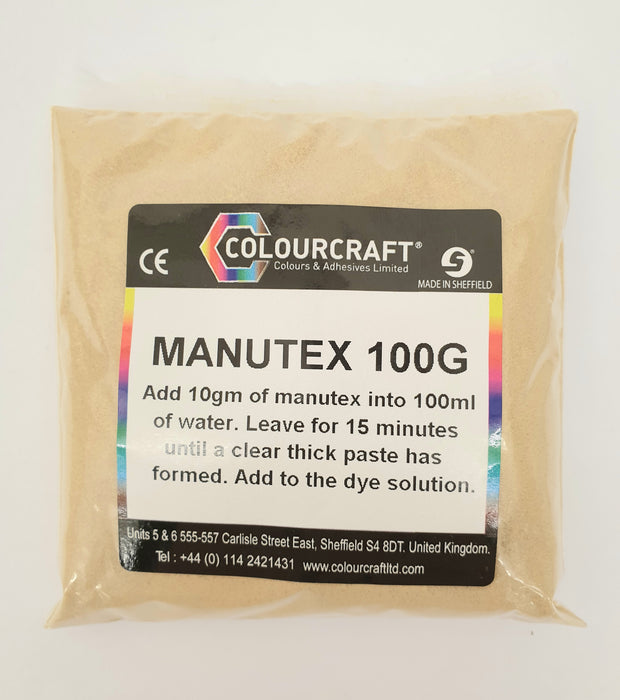 CE
COLOURCRAFT®
Colours & Adhesives Limited
MADE IN SHEFFIELD
MANUTEX 100G
Add 10gm of manutex into 100ml
of water. Leave for 15 minutes
until a clear thick paste has
formed. Add to the dye solution.
Units 5 & 6 555-557 Carlisle Street East, Sheffield S4 8DT. United Kingdom.
Tel : +44 (0) 114 2421431 www.colourcraftltd.com